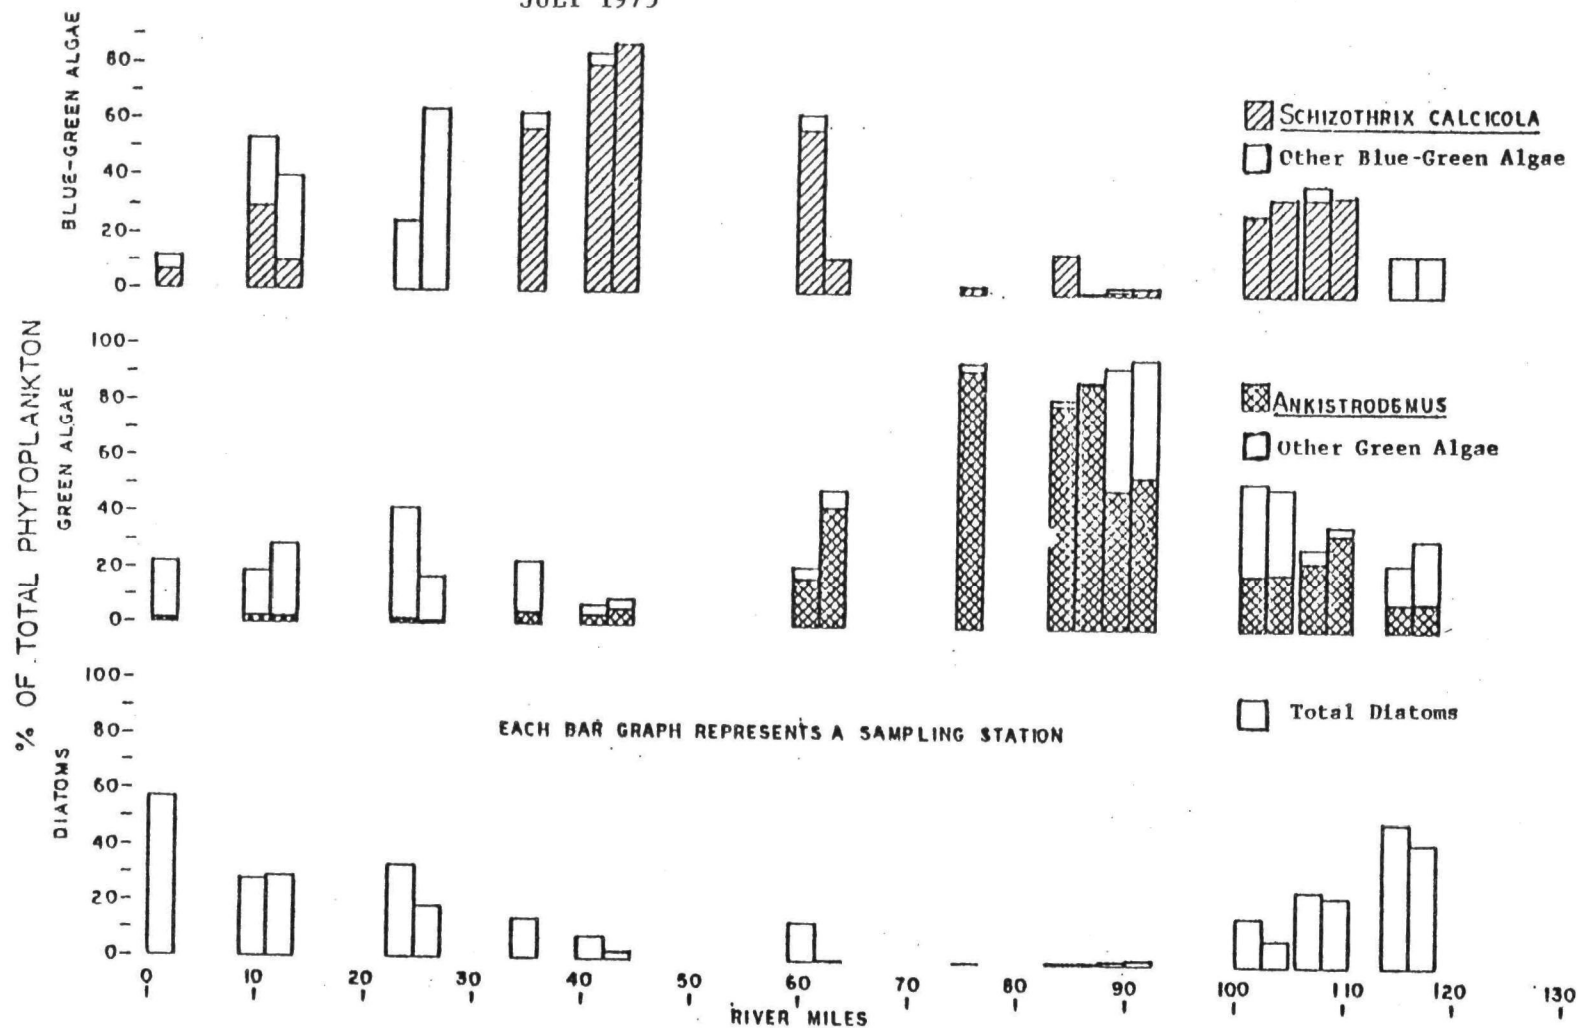 JULY 1975
BLUE-GREEN ALGAE
80-
60-
40-
20-
0-
SCHIZOTHRIX CALCICOLA
Other Blue-Green Algae
% OF TOTAL PHYTOPLANKTON
GREEN ALGAE
100-
80-
60-
40-
20-
0-
ANKISTRODEMUS
Other Green Algae
DIATOMS
100-
80-
60-
40-
20-
0-
EACH BAR GRAPH REPRESENTS A SAMPLING STATION
Total Diatoms
0 10 20 30 40 50 60 70 80 90 100 110 120 130
RIVER MILES